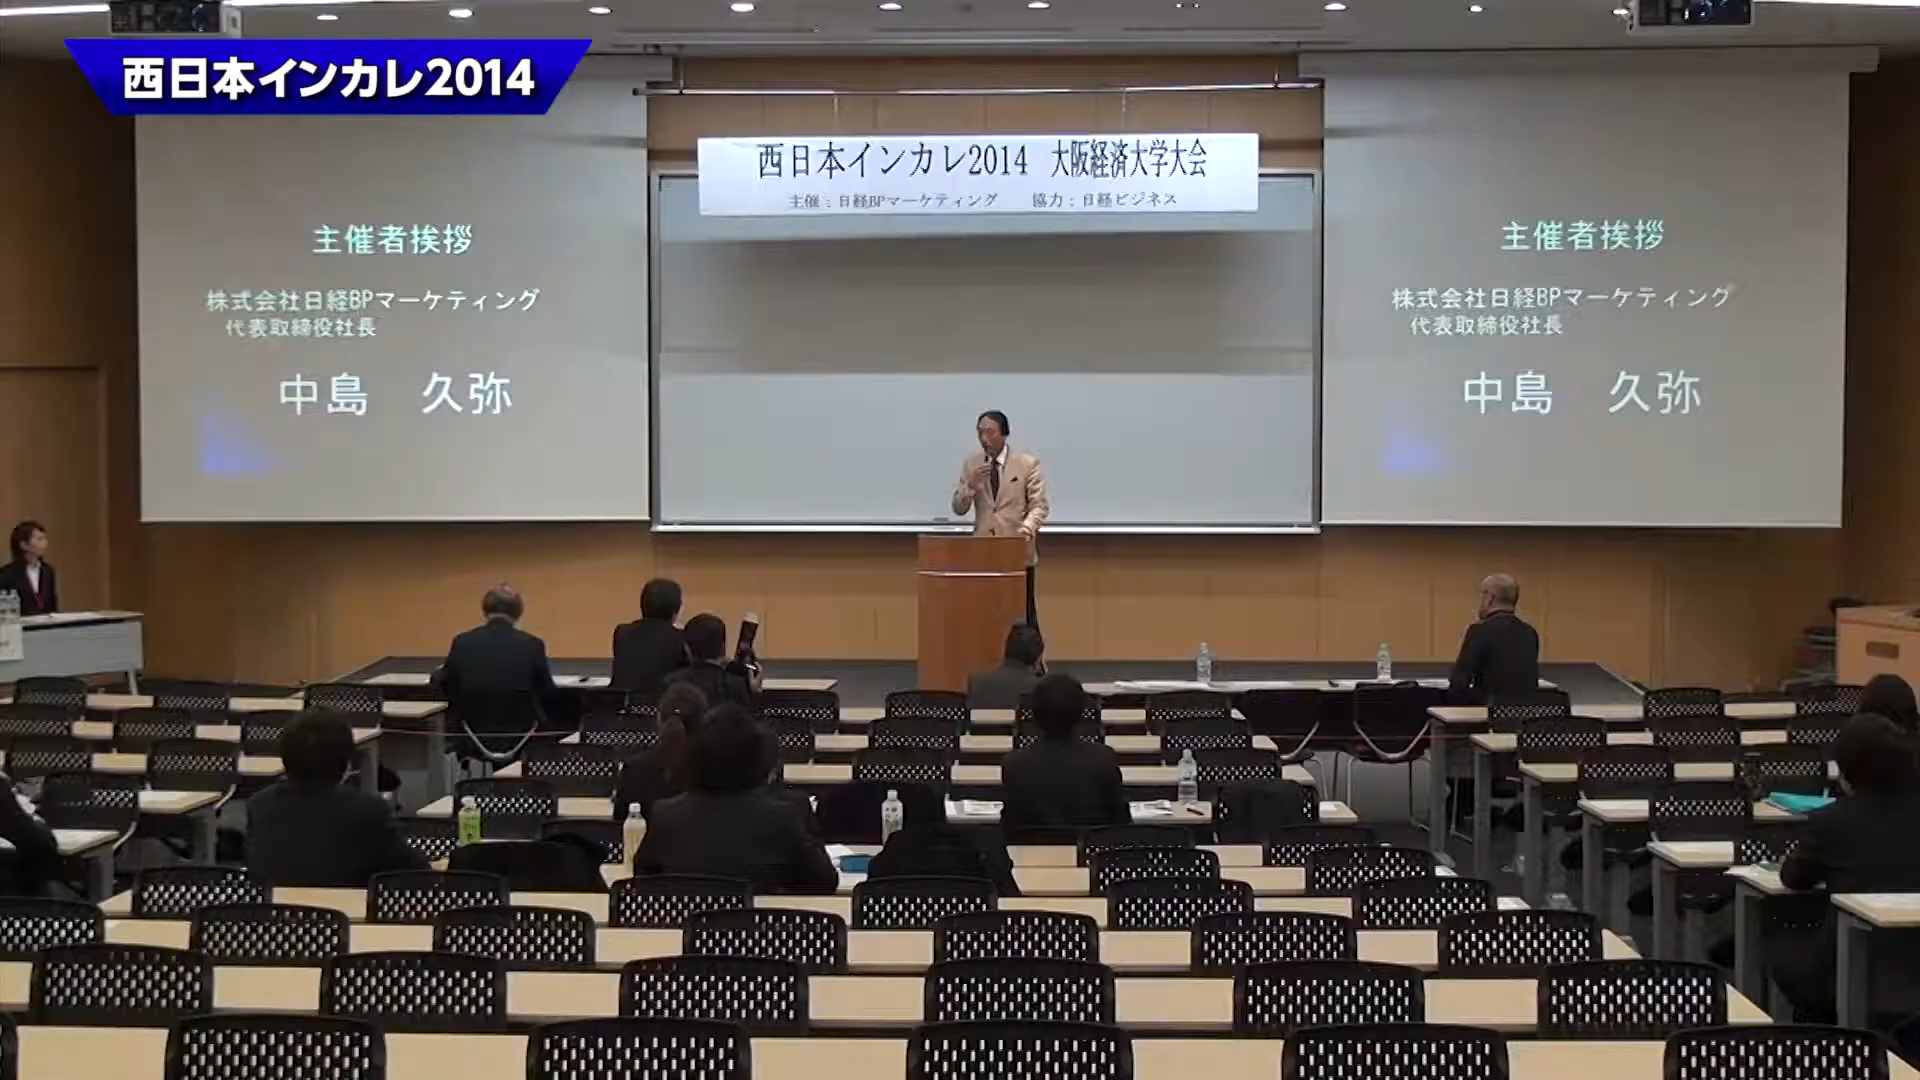 西日本インカレ2014
西日本インカレ2014 大阪経済大学大会
主催：日経BPマーケティング 協力：日経ビジネス
主催者挨拶
株式会社日経BPマーケティング
代表取締役社長
中島 久弥
主催者挨拶
株式会社日経BPマーケティング
代表取締役社長
中島 久弥